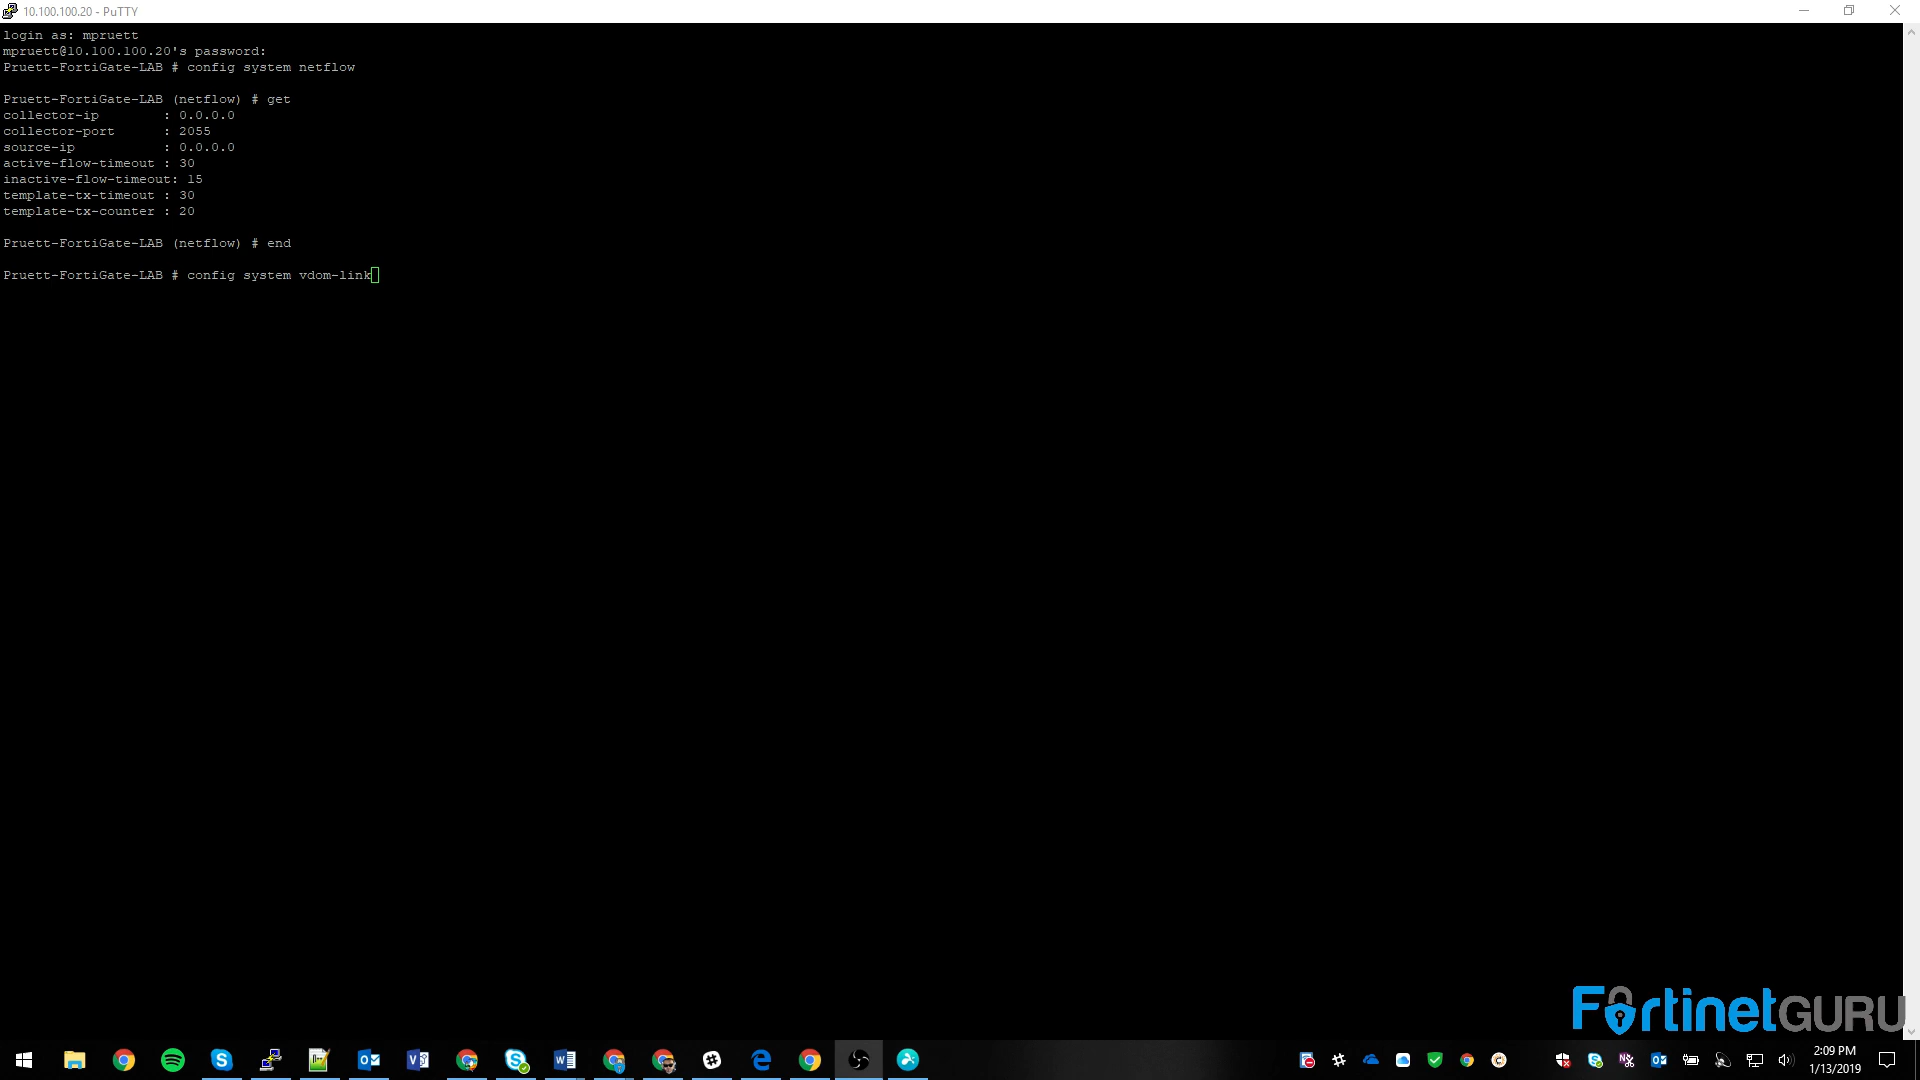 10.100.100.20 - PuTTY
login as: mpruett
mpruett@10.100.100.20's password:
Pruett-FortiGate-LAB # config system netflow
Pruett-FortiGate-LAB (netflow) # get
collector-ip        : 0.0.0.0
collector-port      : 2055
source-ip           : 0.0.0.0
active-flow-timeout : 30
inactive-flow-timeout: 15
template-tx-timeout : 30
template-tx-counter : 20
Pruett-FortiGate-LAB (netflow) # end
Pruett-FortiGate-LAB # config system vdom-link
FortinetGURU
2:09 PM
1/13/2019